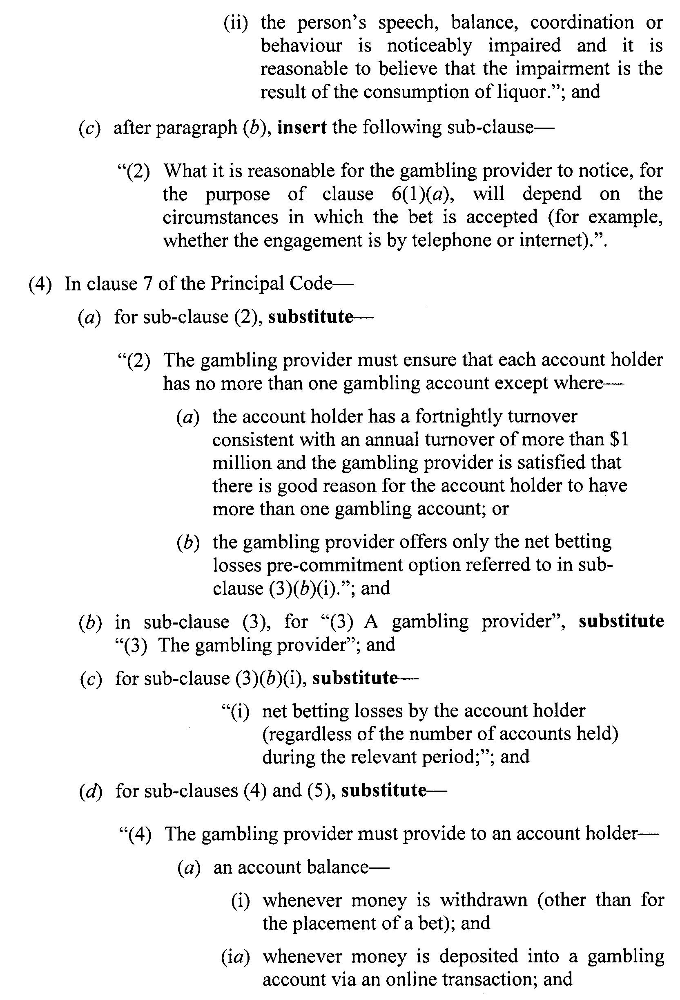 (ii) the person’s speech, balance, coordination or
behaviour is noticeably impaired and it is
reasonable to believe that the impairment is the
result of the consumption of liquor.”; and
(c) after paragraph (b), insert the following sub-clause—
“(2) What it is reasonable for the gambling provider to notice, for
the purpose of clause 6(1)(a), will depend on the
circumstances in which the bet is accepted (for example,
whether the engagement is by telephone or internet).”.
(4) In clause 7 of the Principal Code—
(a) for sub-clause (2), substitute—
“(2) The gambling provider must ensure that each account holder
has no more than one gambling account except where—
(a) the account holder has a fortnightly turnover
consistent with an annual turnover of more than $1
million and the gambling provider is satisfied that
there is good reason for the account holder to have
more than one gambling account; or
(b) the gambling provider offers only the net betting
losses pre-commitment option referred to in sub-
clause (3)(b)(i).”; and
(b) in sub-clause (3), for “(3) A gambling provider”, substitute
“(3) The gambling provider”; and
(c) for sub-clause (3)(b)(i), substitute—
“(i) net betting losses by the account holder
(regardless of the number of accounts held)
during the relevant period;”; and
(d) for sub-clauses (4) and (5), substitute—
“(4) The gambling provider must provide to an account holder—
(a) an account balance—
(i) whenever money is withdrawn (other than for
the placement of a bet); and
(ia) whenever money is deposited into a gambling
account via an online transaction; and